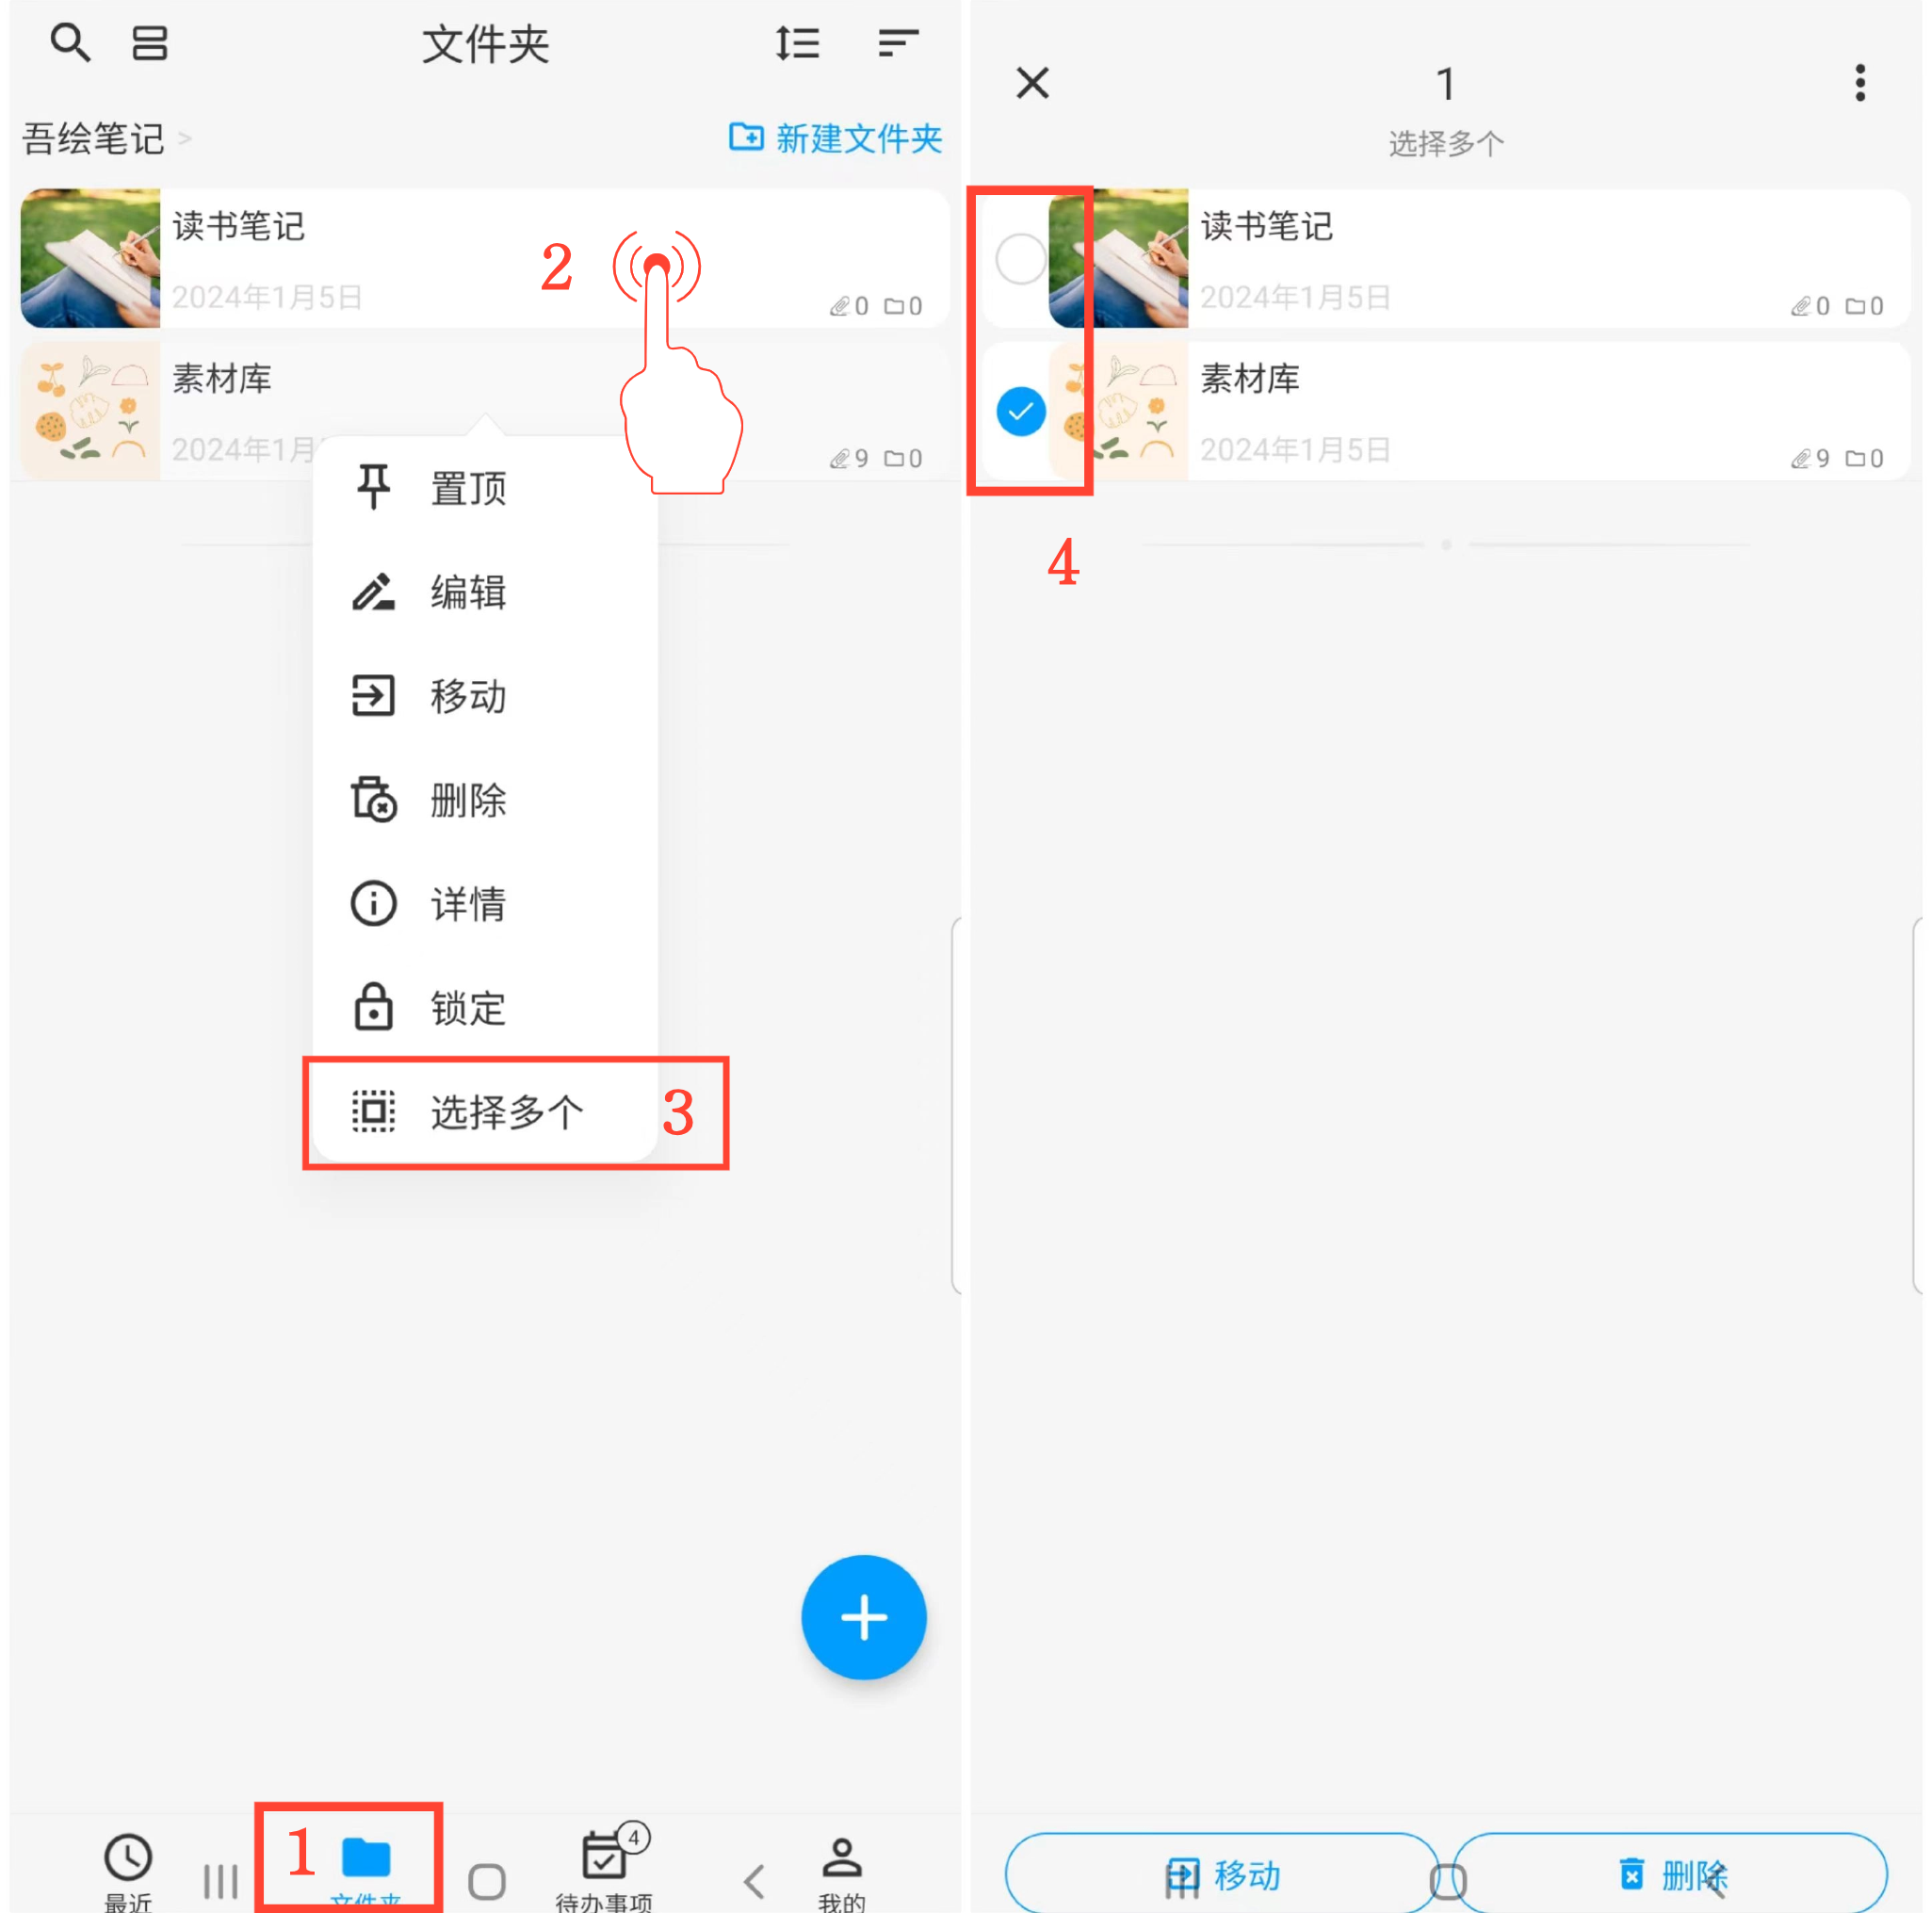 文件夹
吾绘笔记 >
新建文件夹
读书笔记
2024年1月5日
0 0
2
素材库
2024年1月
9 0
置顶
编辑
移动
删除
详情
锁定
选择多个
3
1
最近
文件夹
4
待办事项
我的
1
选择多个
读书笔记
2024年1月5日
0 0
素材库
2024年1月5日
9 0
4
移动
删除